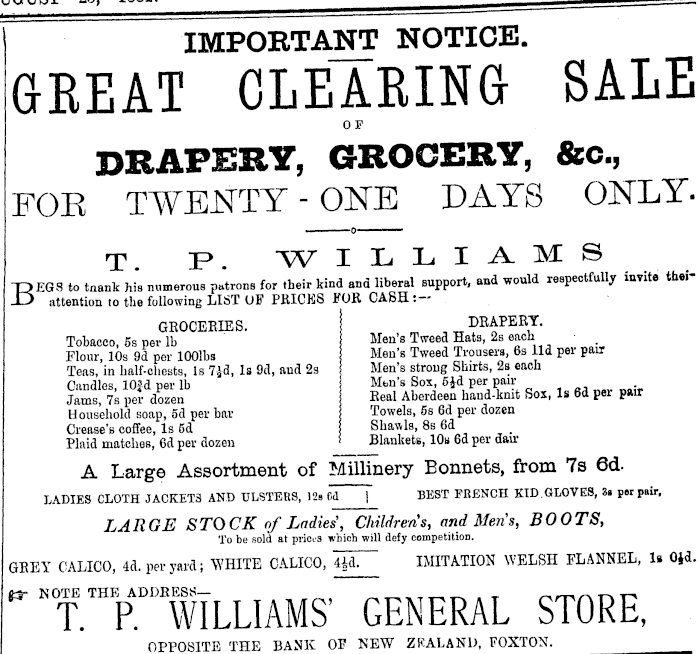 IMPORTANT NOTICE.
GREAT CLEARING SALE
OF
DRAPERY, GROCERY, &c.,
FOR TWENTY-ONE DAYS ONLY.
T. P. WILLIAMS
BEGS to tnank his numerous patrons for their kind and liberal support, and would respectfully invite thei-
attention to the following LIST OF PRICES FOR CASH:—
GROCERIES.
Tobacco, 5s per lb
Flour, 10s 9d per 100lbs
Teas, in half-chests, 1s 7½d, 1s 9d, and 2s
Candles, 10¾d per lb
Jams, 7s per dozen
Household soap, 5d per bar
Crease's coffee, 1s 5d
Plaid matches, 6d per dozen
DRAPERY.
Men's Tweed Hats, 2s each
Men's Tweed Trousers, 6s 11d per pair
Men's strong Shirts, 2s each
Men's Sox, 5½d per pair
Real Aberdeen hand-knit Sox, 1s 6d per pair
Towels, 5s 6d per dozen
Shawls, 8s 6d
Blankets, 10s 6d per dair
A Large Assortment of Millinery Bonnets, from 7s 6d.
LADIES CLOTH JACKETS AND ULSTERS, 12s 6d
BEST FRENCH KID GLOVES, 3s per pair,
LARGE STOCK of Ladies', Children's, and Men's, BOOTS,
To be sold at prices which will defy competition.
GREY CALICO, 4d. per yard; WHITE CALICO, 4½d. IMITATION WELSH FLANNEL, 1s 0½d.
☞ NOTE THE ADDRESS—
T. P. WILLIAMS' GENERAL STORE,
OPPOSITE THE BANK OF NEW ZEALAND, FOXTON.